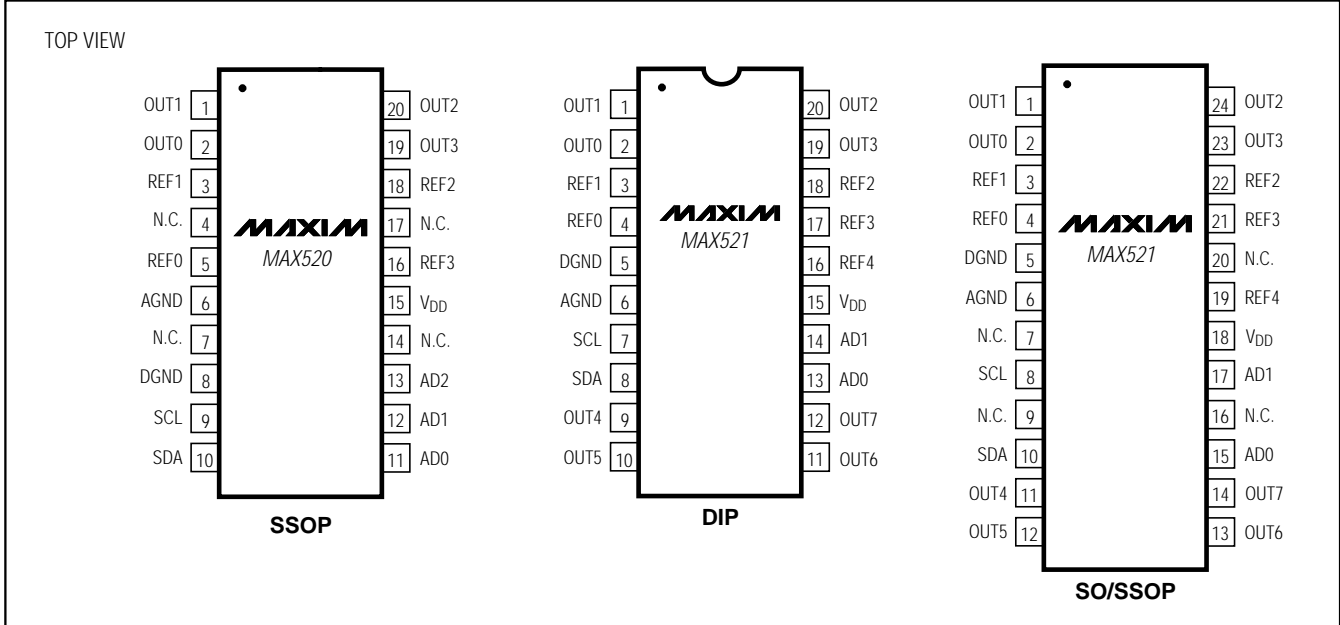 TOP VIEW
OUT1 1
OUT0 2
REF1 3
N.C. 4
REF0 5
AGND 6
N.C. 7
DGND 8
SCL 9
SDA 10
20 OUT2
19 OUT3
18 REF2
17 N.C.
16 REF3
15 VDD
14 N.C.
13 AD2
12 AD1
11 AD0
MAXIM
MAX520
SSOP
OUT1 1
OUT0 2
REF1 3
REF0 4
DGND 5
AGND 6
SCL 7
SDA 8
OUT4 9
OUT5 10
20 OUT2
19 OUT3
18 REF2
17 REF3
16 REF4
15 VDD
14 AD1
13 AD0
12 OUT7
11 OUT6
MAXIM
MAX521
DIP
OUT1 1
OUT0 2
REF1 3
REF0 4
DGND 5
AGND 6
N.C. 7
SCL 8
N.C. 9
SDA 10
OUT4 11
OUT5 12
24 OUT2
23 OUT3
22 REF2
21 REF3
20 N.C.
19 REF4
18 VDD
17 AD1
16 N.C.
15 AD0
14 OUT7
13 OUT6
MAXIM
MAX521
SO/SSOP